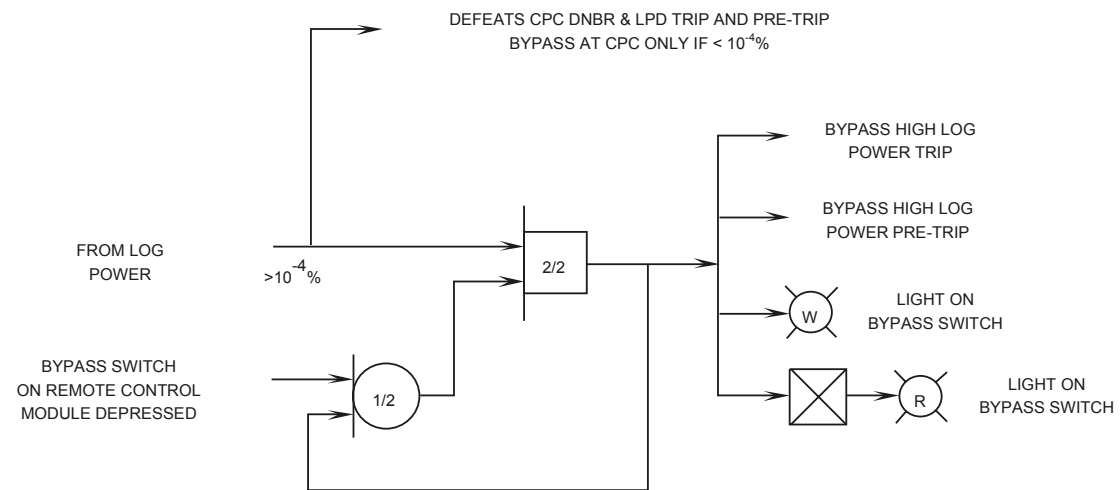 DEFEATS CPC DNBR & LPD TRIP AND PRE-TRIP
BYPASS AT CPC ONLY IF < 10⁻⁴%
BYPASS HIGH LOG
POWER TRIP
BYPASS HIGH LOG
POWER PRE-TRIP
FROM LOG
POWER
>10⁻⁴%
2/2
W
LIGHT ON
BYPASS SWITCH
BYPASS SWITCH
ON REMOTE CONTROL
MODULE DEPRESSED
1/2
R
LIGHT ON
BYPASS SWITCH